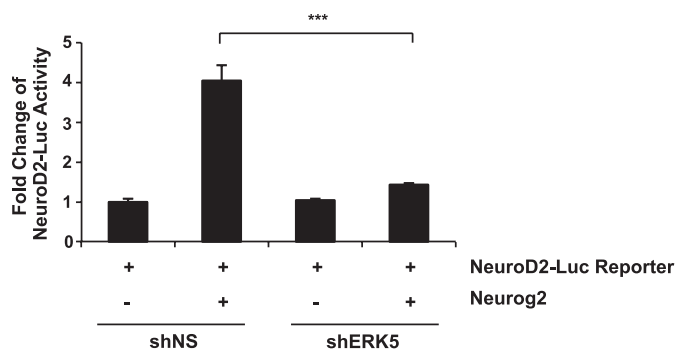 ***
Fold Change of
NeuroD2-Luc Activity
5
4
3
2
1
0
+ + + + NeuroD2-Luc Reporter
- + - + Neurog2
shNS shERK5